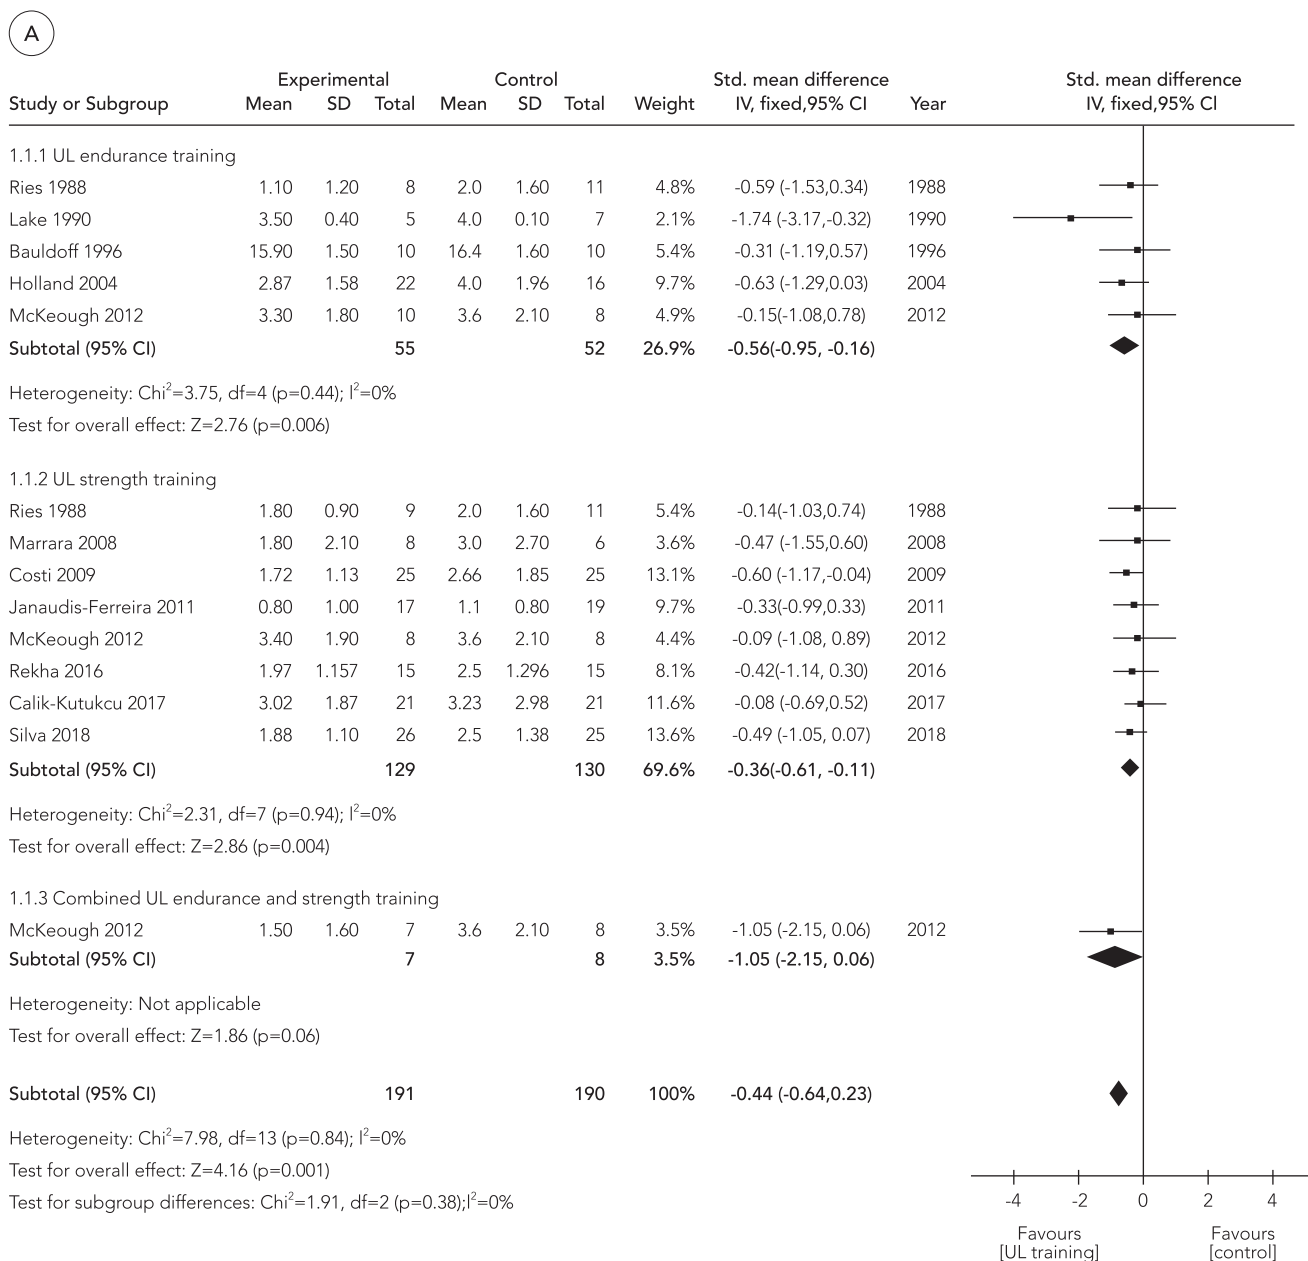 A
Experimental Control Std. mean difference Std. mean difference
Study or Subgroup Mean SD Total Mean SD Total Weight IV, fixed,95% CI Year IV, fixed,95% CI
1.1.1 UL endurance training
Ries 1988 1.10 1.20 8 2.0 1.60 11 4.8% -0.59 (-1.53,0.34) 1988
Lake 1990 3.50 0.40 5 4.0 0.10 7 2.1% -1.74 (-3.17,-0.32) 1990
Bauldoff 1996 15.90 1.50 10 16.4 1.60 10 5.4% -0.31 (-1.19,0.57) 1996
Holland 2004 2.87 1.58 22 4.0 1.96 16 9.7% -0.63 (-1.29,0.03) 2004
McKeough 2012 3.30 1.80 10 3.6 2.10 8 4.9% -0.15(-1.08,0.78) 2012
Subtotal (95% CI) 55 52 26.9% -0.56(-0.95, -0.16)
Heterogeneity: Chi²=3.75, df=4 (p=0.44); I²=0%
Test for overall effect: Z=2.76 (p=0.006)
1.1.2 UL strength training
Ries 1988 1.80 0.90 9 2.0 1.60 11 5.4% -0.14(-1.03,0.74) 1988
Marrara 2008 1.80 2.10 8 3.0 2.70 6 3.6% -0.47 (-1.55,0.60) 2008
Costi 2009 1.72 1.13 25 2.66 1.85 25 13.1% -0.60 (-1.17,-0.04) 2009
Janaudis-Ferreira 2011 0.80 1.00 17 1.1 0.80 19 9.7% -0.33(-0.99,0.33) 2011
McKeough 2012 3.40 1.90 8 3.6 2.10 8 4.4% -0.09 (-1.08, 0.89) 2012
Rekha 2016 1.97 1.157 15 2.5 1.296 15 8.1% -0.42(-1.14, 0.30) 2016
Calik-Kutukcu 2017 3.02 1.87 21 3.23 2.98 21 11.6% -0.08 (-0.69,0.52) 2017
Silva 2018 1.88 1.10 26 2.5 1.38 25 13.6% -0.49 (-1.05, 0.07) 2018
Subtotal (95% CI) 129 130 69.6% -0.36(-0.61, -0.11)
Heterogeneity: Chi²=2.31, df=7 (p=0.94); I²=0%
Test for overall effect: Z=2.86 (p=0.004)
1.1.3 Combined UL endurance and strength training
McKeough 2012 1.50 1.60 7 3.6 2.10 8 3.5% -1.05 (-2.15, 0.06) 2012
Subtotal (95% CI) 7 8 3.5% -1.05 (-2.15, 0.06)
Heterogeneity: Not applicable
Test for overall effect: Z=1.86 (p=0.06)
Subtotal (95% CI) 191 190 100% -0.44 (-0.64,0.23)
Heterogeneity: Chi²=7.98, df=13 (p=0.84); I²=0%
Test for overall effect: Z=4.16 (p=0.001)
Test for subgroup differences: Chi²=1.91, df=2 (p=0.38);I²=0%
-4 -2 0 2 4
Favours Favours
[UL training] [control]